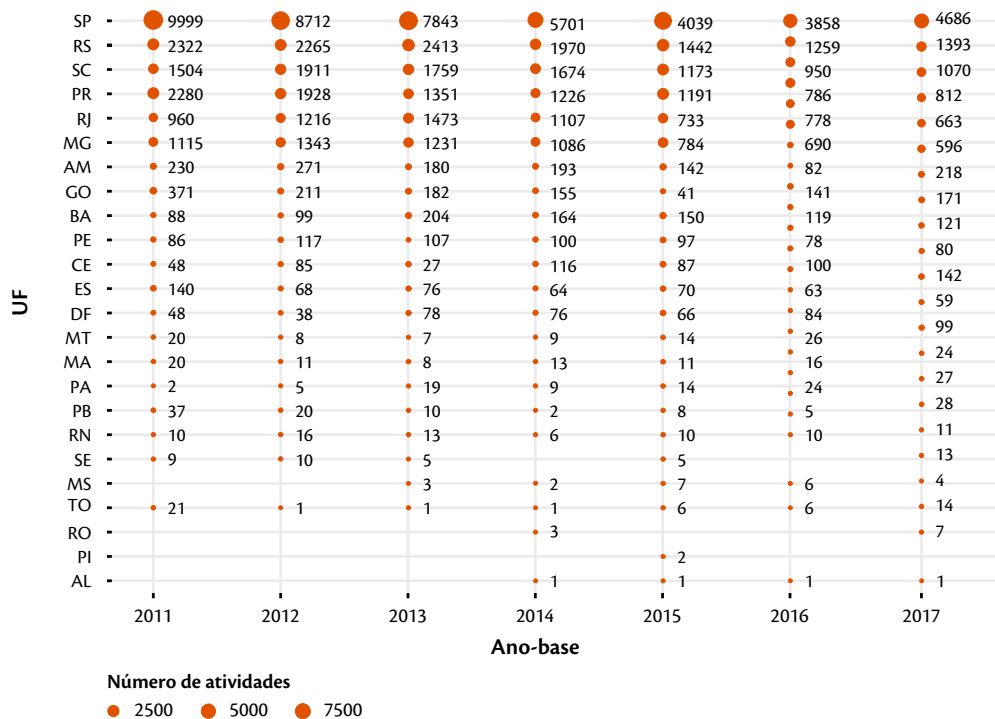 SP 9999 8712 7843 5701 4039 3858 4686
RS 2322 2265 2413 1970 1442 1259 1393
SC 1504 1911 1759 1674 1173 950 1070
PR 2280 1928 1351 1226 1191 786 812
RJ 960 1216 1473 1107 733 778 663
MG 1115 1343 1231 1086 784 690 596
AM 230 271 180 193 142 82 218
GO 371 211 182 155 41 141 171
BA 88 99 204 164 150 119 121
PE 86 117 107 100 97 78 80
CE 48 85 27 116 87 100 142
ES 140 68 76 64 70 63 59
DF 48 38 78 76 66 84 99
MT 20 8 7 9 14 26 24
MA 20 11 8 13 11 16 27
PA 2 5 19 9 14 24 28
PB 37 20 10 2 8 5 11
RN 10 16 13 6 10 10 13
SE 9 10 5 5 4
MS 3 2 7 6 14
TO 21 1 1 1 6 6
RO 3 7
PI 2
AL 1 1 1 1
UF
2011 2012 2013 2014 2015 2016 2017
Ano-base
Número de atividades
2500 5000 7500